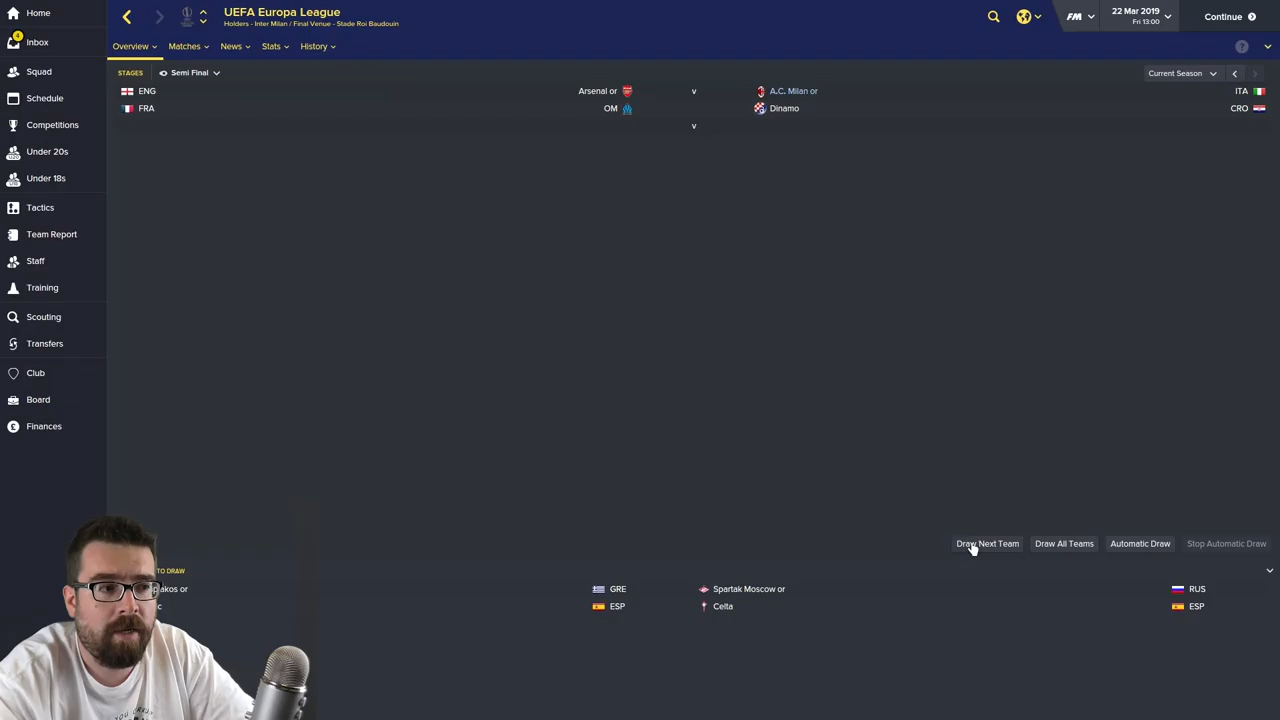 Home
UEFA Europa League
Holders - Inter Milan / Final Venue - Stade Roi Baudouin
FM
22 Mar 2019
Fri 13:00
Continue
4
Inbox
Overview
Matches
News
Stats
History
?
Squad
STAGES
Semi Final
Current Season
ENG
Arsenal or
v
A.C. Milan or
ITA
Schedule
FRA
OM
Dinamo
CRO
Competitions
v
Under 20s
Under 18s
Tactics
Team Report
Staff
Training
Scouting
Transfers
Club
Board
Finances
Draw Next Team
Draw All Teams
Automatic Draw
Stop Automatic Draw
TO DRAW
GRE
Spartak Moscow or
RUS
ESP
Celta
ESP